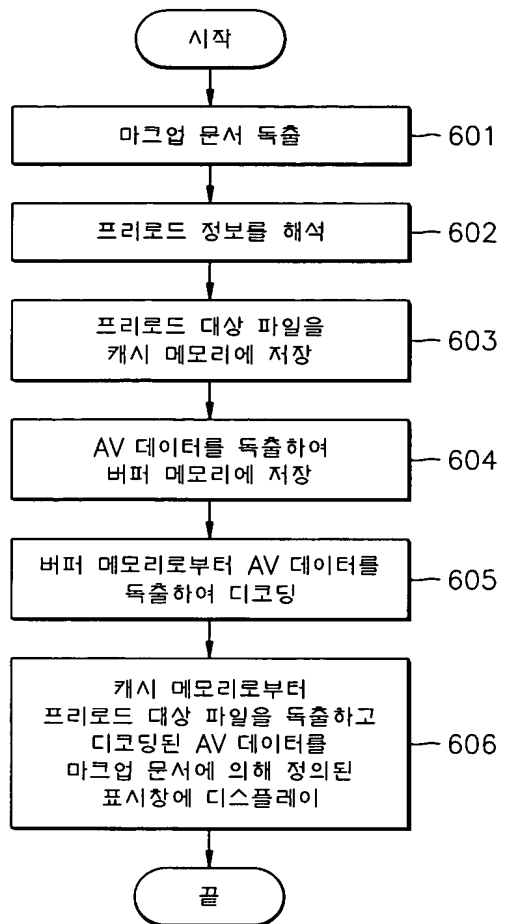 시작
마크업 문서 독출
601
프리로드 정보를 해석
602
프리로드 대상 파일을
캐시 메모리에 저장
603
AV 데이터를 독출하여
버퍼 메모리에 저장
604
버퍼 메모리로부터 AV 데이터를
독출하여 디코딩
605
캐시 메모리로부터
프리로드 대상 파일을 독출하고
디코딩된 AV 데이터를
마크업 문서에 의해 정의된
표시창에 디스플레이
606
끝